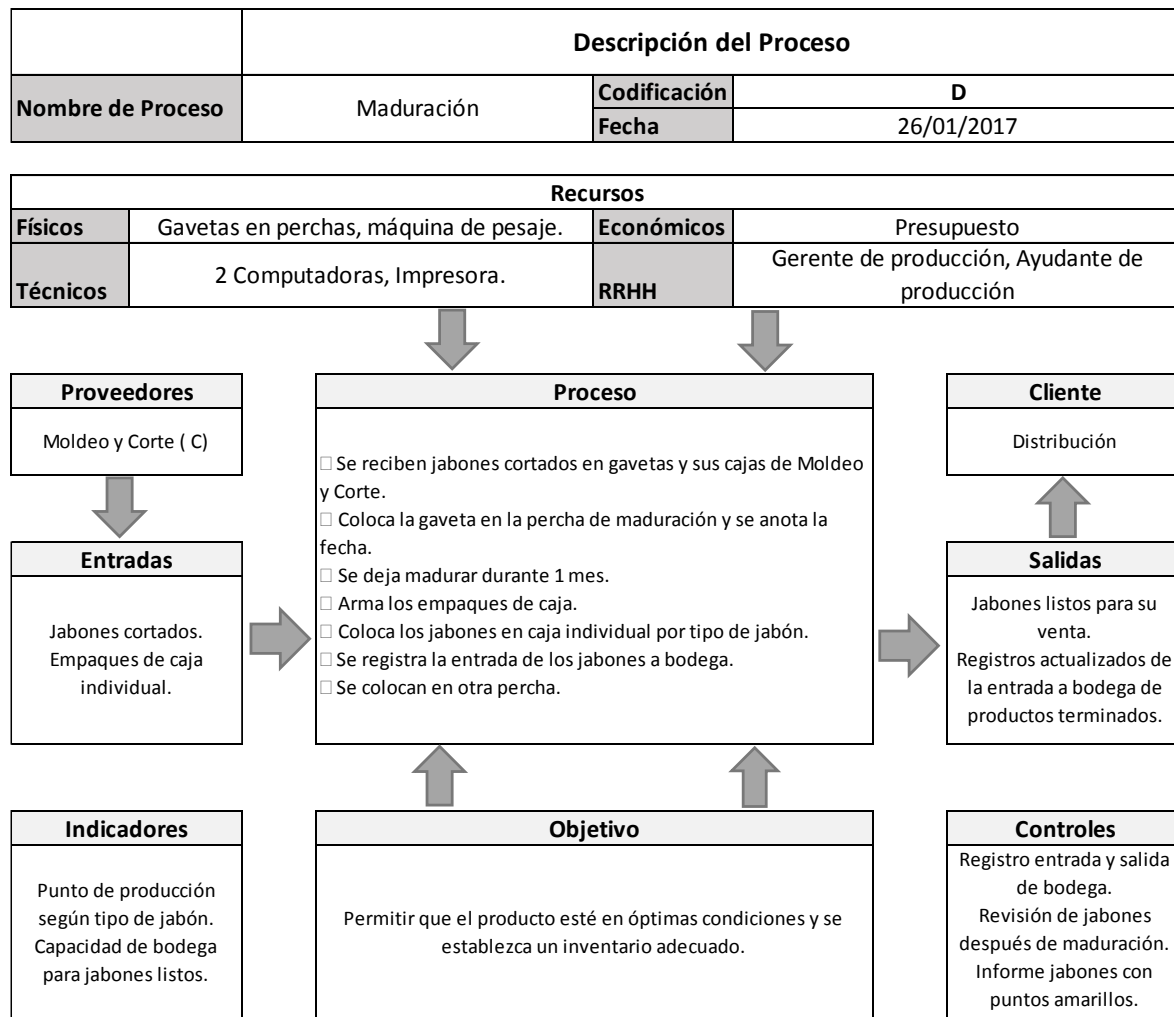 Descripción del Proceso
Nombre de Proceso
Maduración
Codificación
D
Fecha
26/01/2017
Recursos
Físicos
Gavetas en perchas, máquina de pesaje.
Económicos
Presupuesto
Técnicos
2 Computadoras, Impresora.
RRHH
Gerente de producción, Ayudante de
producción
Proveedores
Moldeo y Corte ( C)
Entradas
Jabones cortados.
Empaques de caja
individual.
Proceso
□ Se reciben jabones cortados en gavetas y sus cajas de Moldeo
y Corte.
□ Coloca la gaveta en la percha de maduración y se anota la
fecha.
□ Se deja madurar durante 1 mes.
□ Arma los empaques de caja.
□ Coloca los jabones en caja individual por tipo de jabón.
□ Se registra la entrada de los jabones a bodega.
□ Se colocan en otra percha.
Cliente
Distribución
Salidas
Jabones listos para su
venta.
Registros actualizados de
la entrada a bodega de
productos terminados.
Indicadores
Punto de producción
según tipo de jabón.
Capacidad de bodega
para jabones listos.
Objetivo
Permitir que el producto esté en óptimas condiciones y se
establezca un inventario adecuado.
Controles
Registro entrada y salida
de bodega.
Revisión de jabones
después de maduración.
Informe jabones con
puntos amarillos.